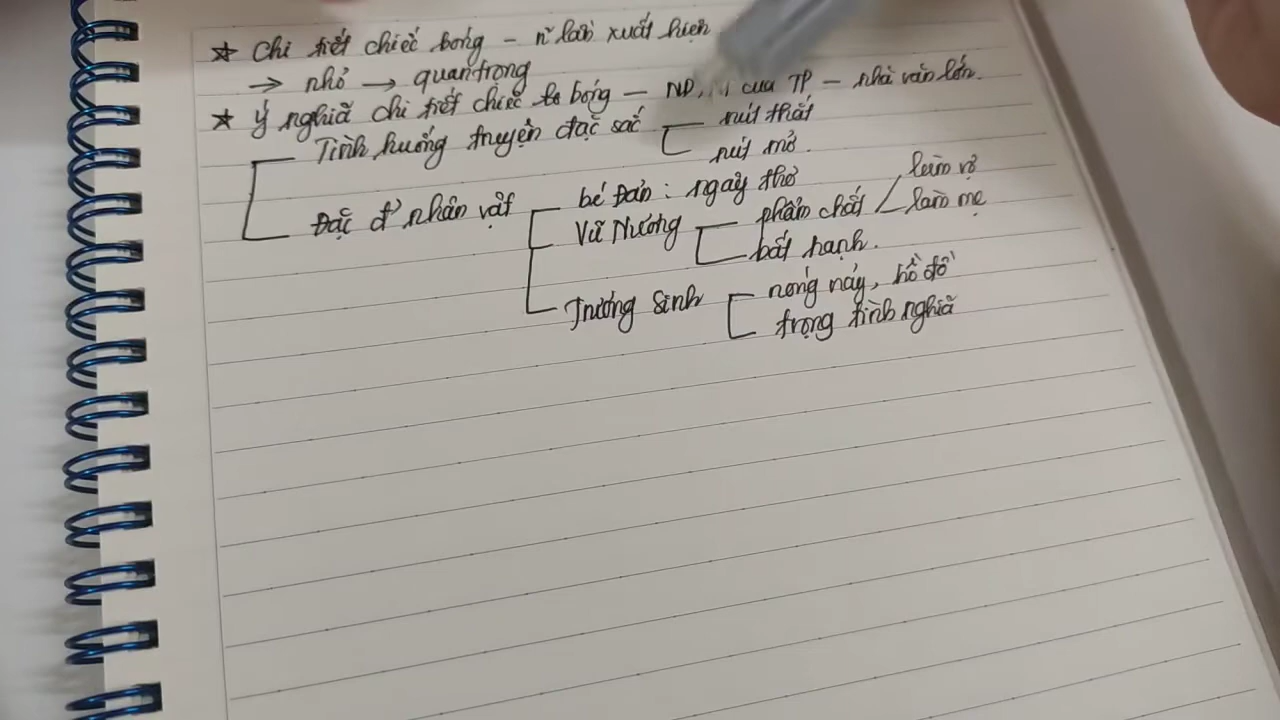 * Chi tiết chiếc bóng – n lần xuất hiện
→ nhỏ → quan trọng
* Ý nghĩa chi tiết chiếc bóng – ND, của TP – nhà văn lớn.
Tình huống truyện đặc sắc
nút thắt
nút mở.
Đặc đ' nhân vật
bé Đản : ngây thơ
Vũ Nương
phẩm chất
làm vợ
làm mẹ
bất hạnh.
Trương Sinh
nóng nảy, hồ đồ
trọng tình nghĩa